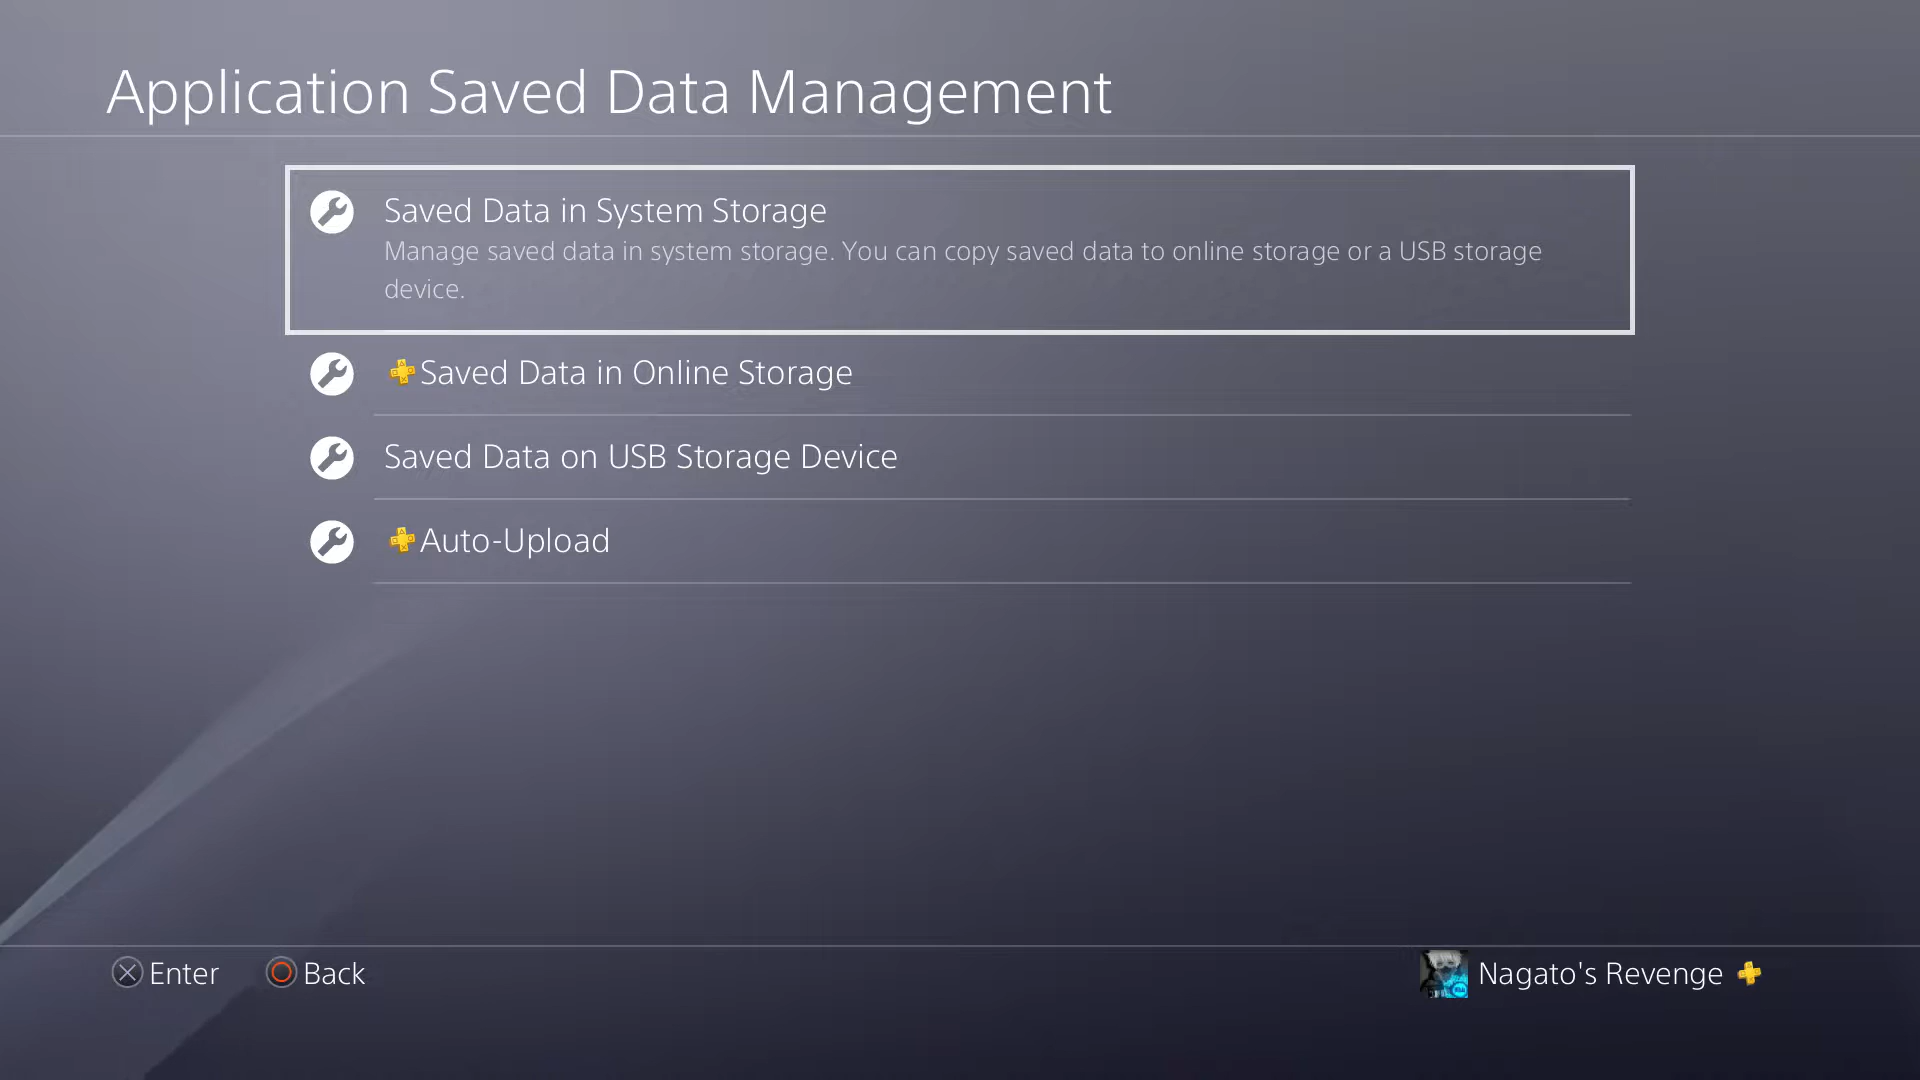 Application Saved Data Management
Saved Data in System Storage
Manage saved data in system storage. You can copy saved data to online storage or a USB storage
device.
Saved Data in Online Storage
Saved Data on USB Storage Device
Auto-Upload
Enter
Back
Nagato's Revenge